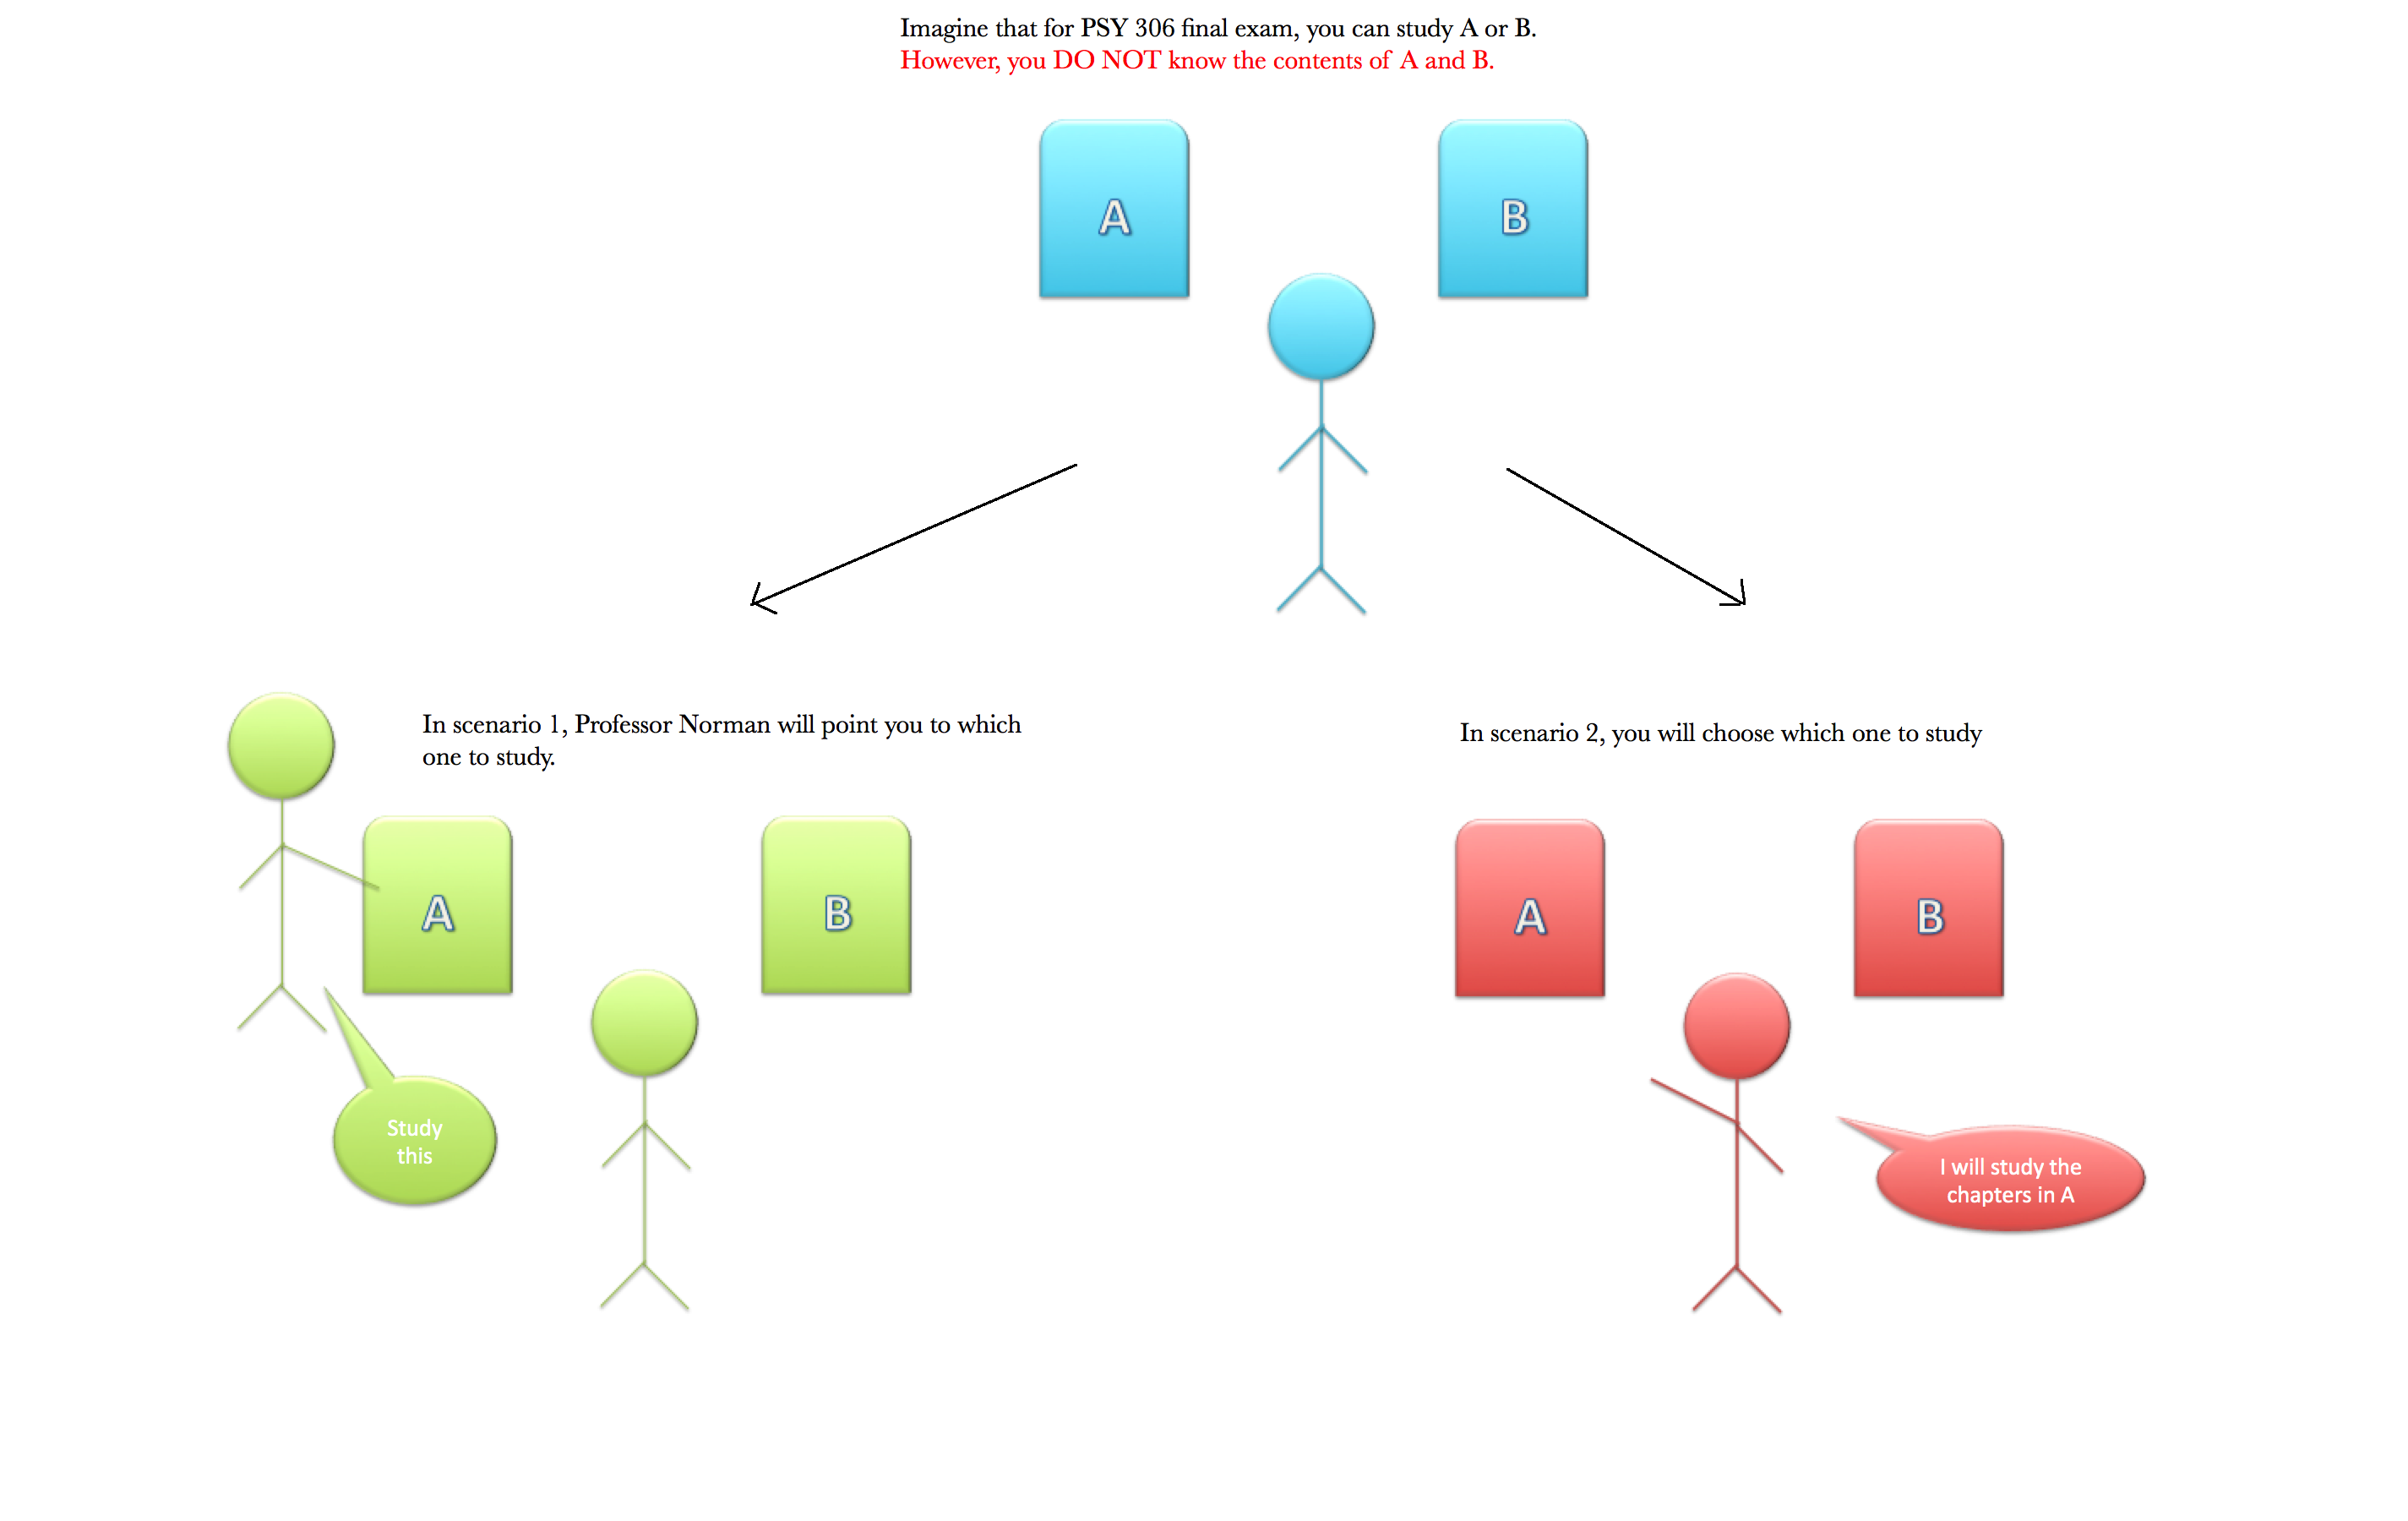 Imagine that for PSY 306 final exam, you can study A or B.
However, you DO NOT know the contents of A and B.
A
B
In scenario 1, Professor Norman will point you to which
one to study.
A
B
Study
this
In scenario 2, you will choose which one to study
A
B
I will study the
chapters in A